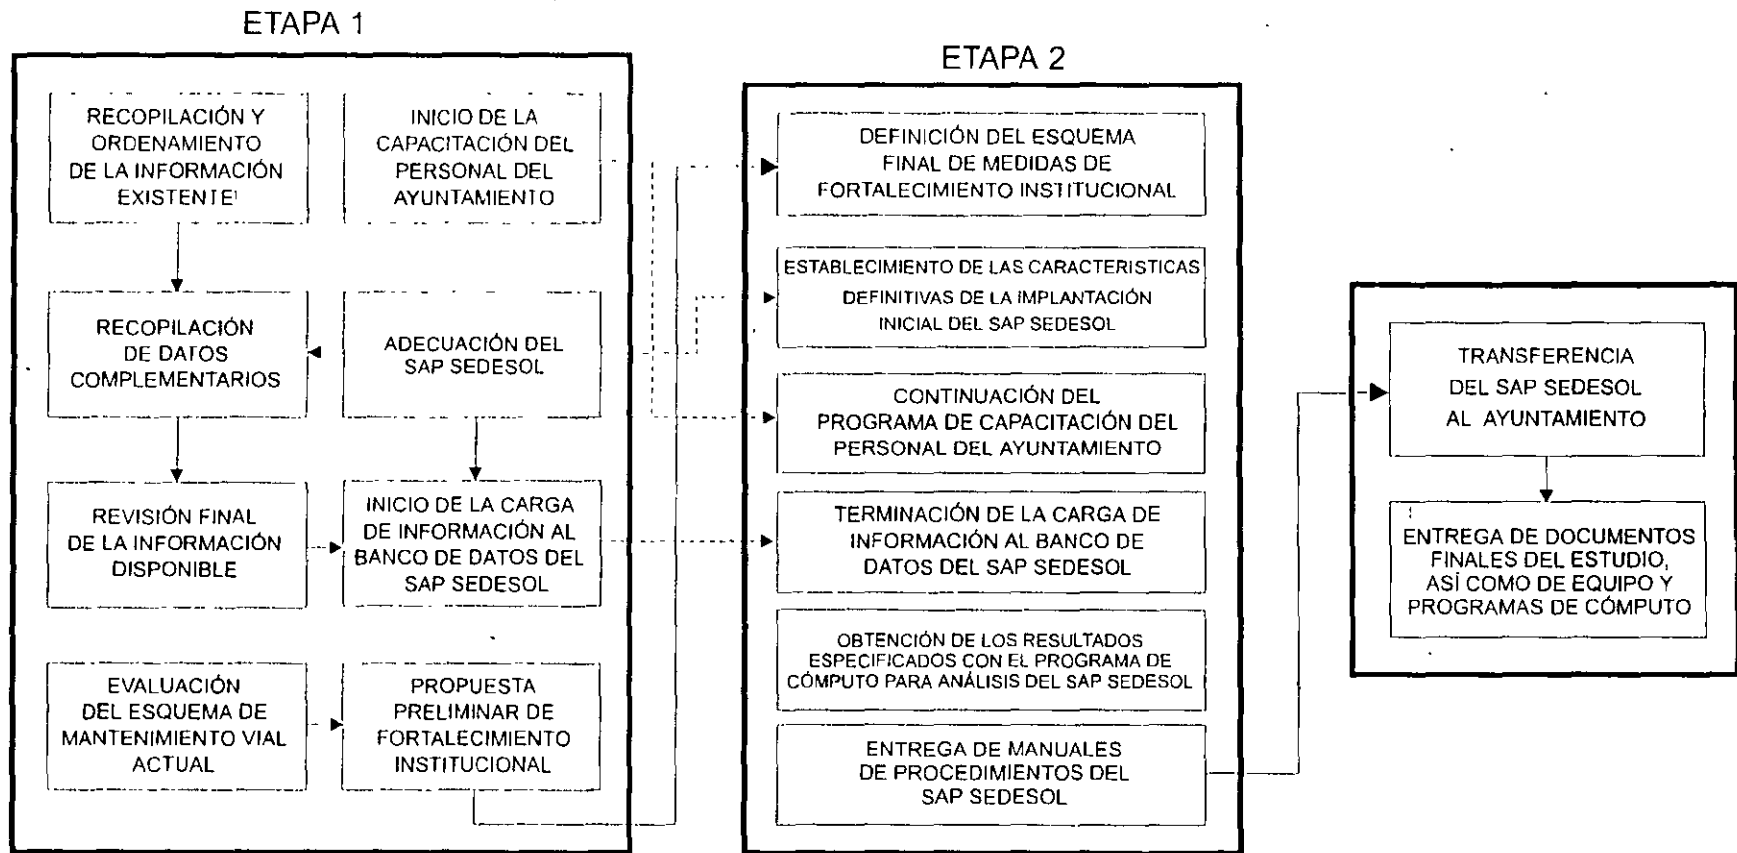 ETAPA 1
RECOPILACIÓN Y
ORDENAMIENTO
DE LA INFORMACIÓN
EXISTENTE¹
INICIO DE LA
CAPACITACIÓN DEL
PERSONAL DEL
AYUNTAMIENTO
RECOPILACIÓN
DE DATOS
COMPLEMENTARIOS
ADECUACIÓN DEL
SAP SEDESOL
REVISIÓN FINAL
DE LA INFORMACIÓN
DISPONIBLE
INICIO DE LA CARGA
DE INFORMACIÓN AL
BANCO DE DATOS DEL
SAP SEDESOL
EVALUACIÓN
DEL ESQUEMA DE
MANTENIMIENTO VIAL
ACTUAL
PROPUESTA
PRELIMINAR DE
FORTALECIMIENTO
INSTITUCIONAL
ETAPA 2
DEFINICIÓN DEL ESQUEMA
FINAL DE MEDIDAS DE
FORTALECIMIENTO INSTITUCIONAL
ESTABLECIMIENTO DE LAS CARACTERISTICAS
DEFINITIVAS DE LA IMPLANTACIÓN
INICIAL DEL SAP SEDESOL
CONTINUACIÓN DEL
PROGRAMA DE CAPACITACIÓN DEL
PERSONAL DEL AYUNTAMIENTO
TERMINACIÓN DE LA CARGA DE
INFORMACIÓN AL BANCO DE
DATOS DEL SAP SEDESOL
OBTENCIÓN DE LOS RESULTADOS
ESPECIFICADOS CON EL PROGRAMA DE
CÓMPUTO PARA ANÁLISIS DEL SAP SEDESOL
ENTREGA DE MANUALES
DE PROCEDIMIENTOS DEL
SAP SEDESOL
TRANSFERENCIA
DEL SAP SEDESOL
AL AYUNTAMIENTO
ENTREGA DE DOCUMENTOS
FINALES DEL ESTUDIO,
ASÍ COMO DE EQUIPO Y
PROGRAMAS DE CÓMPUTO